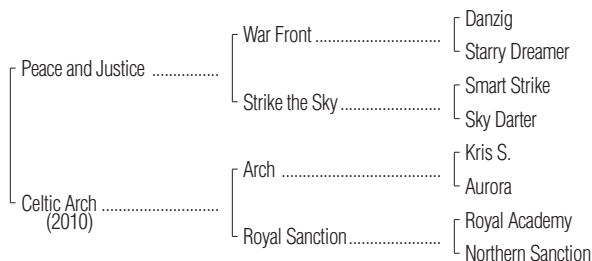 Danzig
War Front ........................
Starry Dreamer
Peace and Justice ...............
Smart Strike
Strike the Sky ...................
Sky Darter
Kris S.
Arch ..............................
Aurora
Celtic Arch ..........................
(2010)
Royal Academy
Royal Sanction......................
Northern Sanction